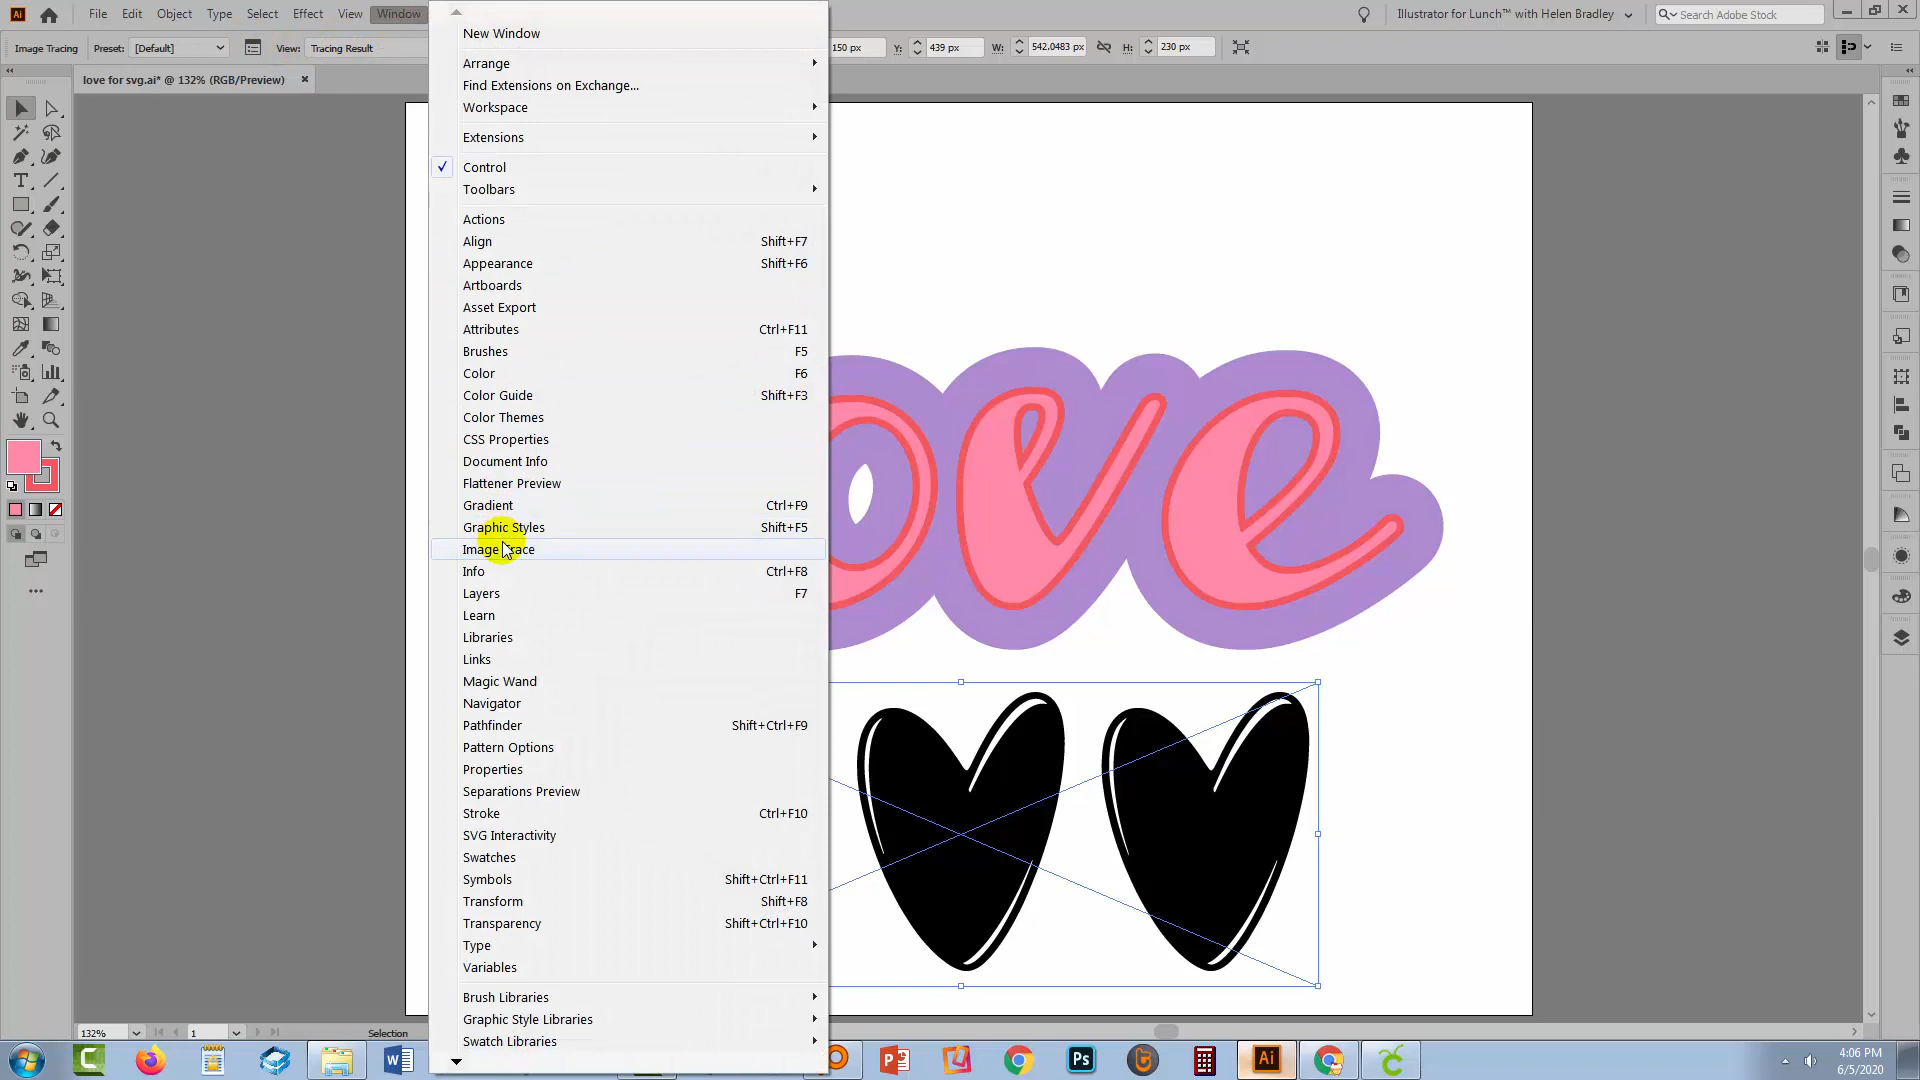 Ai File Edit Object Type Select Effect View Window Illustrator for Lunch™ with Helen Bradley Search Adobe Stock
Image Tracing Preset: [Default] View: Tracing Result 150 px Y: 439 px W: 542.0483 px H: 230 px
love for svg.ai* @ 132% (RGB/Preview) ×
New Window
Arrange
Find Extensions on Exchange...
Workspace
Extensions
✓ Control
Toolbars
Actions
Align Shift+F7
Appearance Shift+F6
Artboards
Asset Export
Attributes Ctrl+F11
Brushes F5
Color F6
Color Guide Shift+F3
Color Themes
CSS Properties
Document Info
Flattener Preview
Gradient Ctrl+F9
Graphic Styles Shift+F5
Image Trace
Info Ctrl+F8
Layers F7
Learn
Libraries
Links
Magic Wand
Navigator
Pathfinder Shift+Ctrl+F9
Pattern Options
Properties
Separations Preview
Stroke Ctrl+F10
SVG Interactivity
Swatches
Symbols Shift+Ctrl+F11
Transform Shift+F8
Transparency Shift+Ctrl+F10
Type
Variables
Brush Libraries
Graphic Style Libraries
Swatch Libraries
ove
132% 1 Selection
Ps Ai
4:06 PM
6/5/2020